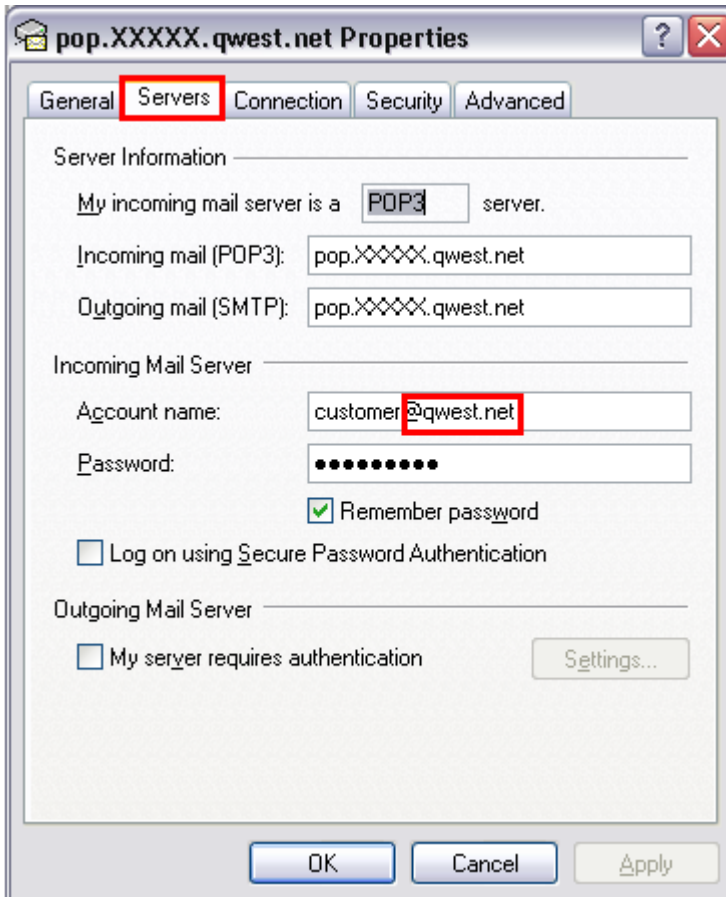 pop.XXXXX.qwest.net Properties
?
General Servers Connection Security Advanced
Server Information
My incoming mail server is a POP3 server.
Incoming mail (POP3): pop.XXXXX.qwest.net
Outgoing mail (SMTP): pop.XXXXX.qwest.net
Incoming Mail Server
Account name: customer@qwest.net
Password: •••••••••
Remember password
Log on using Secure Password Authentication
Outgoing Mail Server
My server requires authentication Settings...
OK Cancel Apply